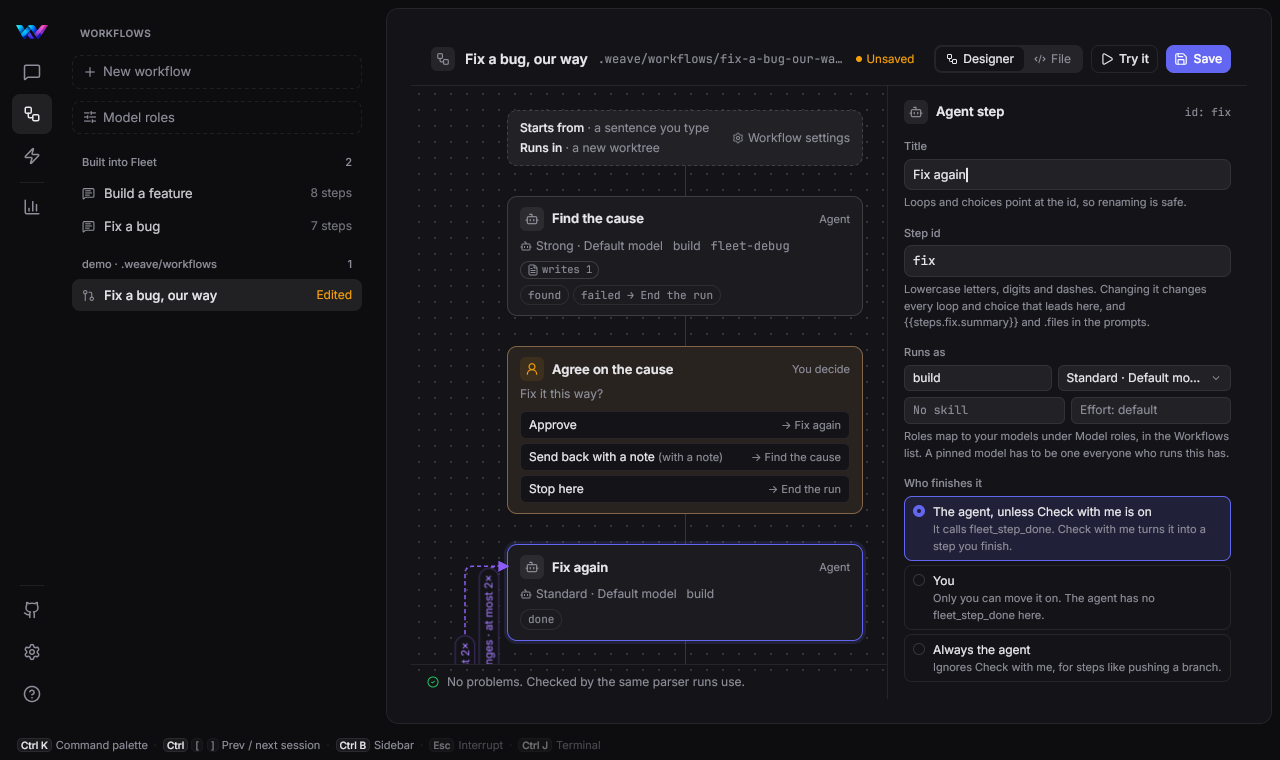 WORKFLOWS
New workflow
Model roles
Built into Fleet 2
Build a feature 8 steps
Fix a bug 7 steps
demo · .weave/workflows 1
Fix a bug, our way Edited
Fix a bug, our way .weave/workflows/fix-a-bug-our-wa… Unsaved Designer File Try it Save
Starts from · a sentence you type
Runs in · a new worktree
Workflow settings
Find the cause Agent
Strong · Default model build fleet-debug
writes 1
found failed → End the run
Agree on the cause You decide
Fix it this way?
Approve → Fix again
Send back with a note (with a note) → Find the cause
Stop here → End the run
Fix again Agent
Standard · Default model build
done
nges · at most 2×
t 2×
No problems. Checked by the same parser runs use.
Agent step id: fix
Title
Fix again
Loops and choices point at the id, so renaming is safe.
Step id
fix
Lowercase letters, digits and dashes. Changing it changes
every loop and choice that leads here, and
{{steps.fix.summary}} and .files in the prompts.
Runs as
build Standard · Default mo…
No skill Effort: default
Roles map to your models under Model roles, in the Workflows
list. A pinned model has to be one everyone who runs this has.
Who finishes it
The agent, unless Check with me is on
It calls fleet_step_done. Check with me turns it into a
step you finish.
You
Only you can move it on. The agent has no
fleet_step_done here.
Always the agent
Ignores Check with me, for steps like pushing a branch.
Ctrl K Command palette · Ctrl [ ] Prev / next session · Ctrl B Sidebar · Esc Interrupt · Ctrl J Terminal